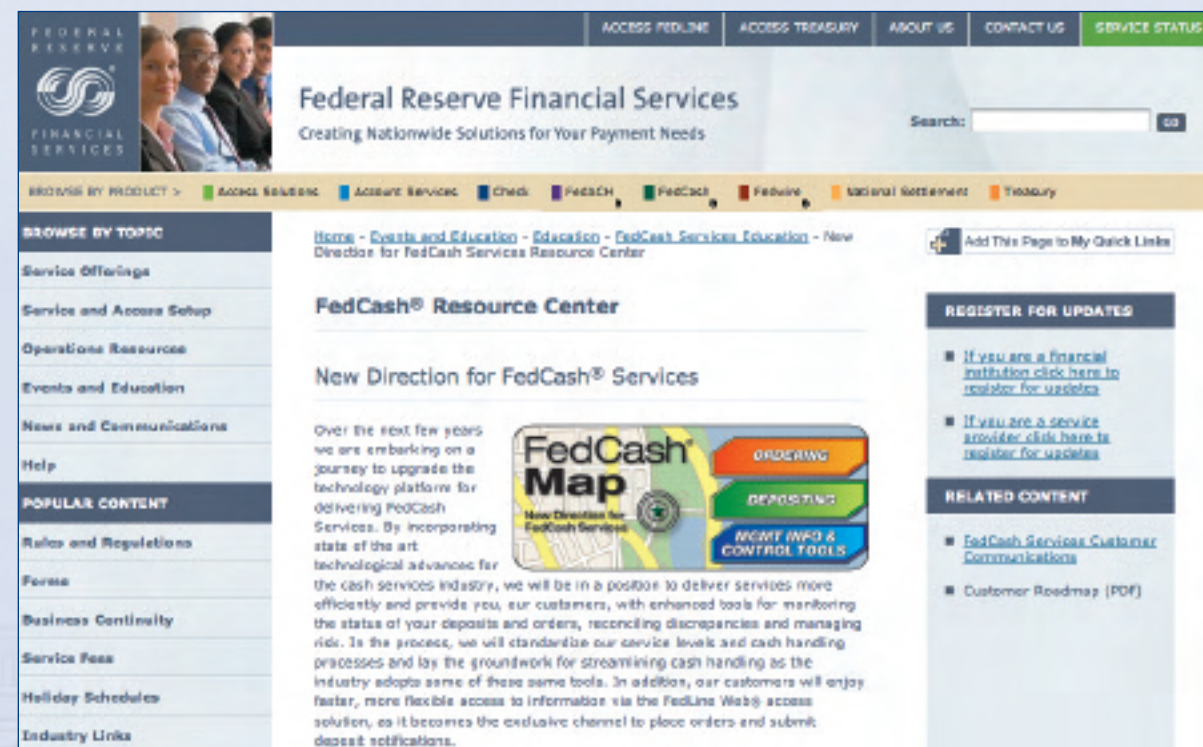 FEDERAL
RESERVE
FINANCIAL
SERVICES
ACCESS FEDLINE
ACCESS TREASURY
ABOUT US
CONTACT US
SERVICE STATUS
Federal Reserve Financial Services
Creating Nationwide Solutions for Your Payment Needs
Search:
GO
BROWSE BY PRODUCT >
Access Solutions
Account Services
Check
FedACH
FedCash
Fedwire
National Settlement
Treasury
BROWSE BY TOPIC
Service Offerings
Service and Access Setup
Operations Resources
Events and Education
News and Communications
Help
POPULAR CONTENT
Rules and Regulations
Forms
Business Continuity
Service Fees
Holiday Schedules
Industry Links
Home - Events and Education - Education - FedCash Services Education - New
Direction for FedCash Services Resource Center
FedCash® Resource Center
New Direction for FedCash® Services
Over the next few years
we are embarking on a
journey to upgrade the
technology platform for
delivering FedCash
Services. By incorporating
state of the art
technological advances for
the cash services industry, we will be in a position to deliver services more
efficiently and provide you, our customers, with enhanced tools for monitoring
the status of your deposits and orders, reconciling discrepancies and managing
risk. In the process, we will standardize our service levels and cash handling
processes and lay the groundwork for streamlining cash handling as the
industry adopts some of these same tools. In addition, our customers will enjoy
faster, more flexible access to information via the FedLine Web® access
solution, as it becomes the exclusive channel to place orders and submit
deposit notifications.
FedCash®
Map
New Direction for
FedCash Services
ORDERING
DEPOSITING
MGMT INFO &
CONTROL TOOLS
Add This Page to My Quick Links
REGISTER FOR UPDATES
If you are a financial
institution click here to
register for updates
If you are a service
provider click here to
register for updates
RELATED CONTENT
FedCash Services Customer
Communications
Customer Roadmap (PDF)